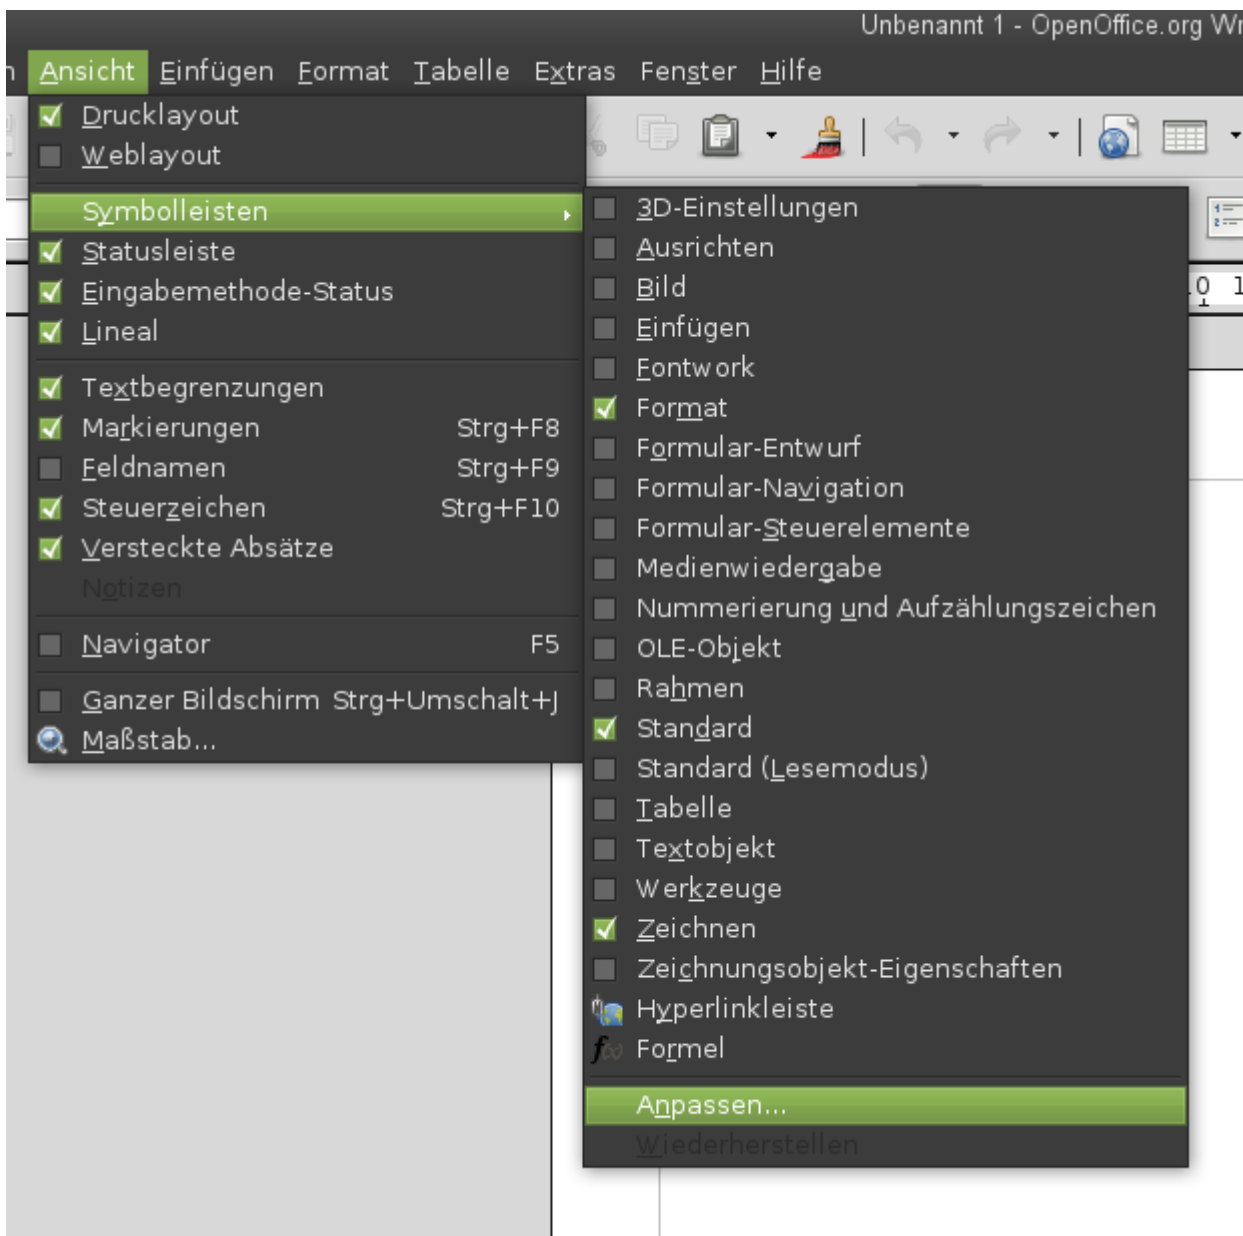 Unbenannt 1 - OpenOffice.org Wr
Ansicht Einfügen Format Tabelle Extras Fenster Hilfe
Drucklayout
Weblayout
Symbolleisten
Statusleiste
Eingabemethode-Status
Lineal
Textbegrenzungen
Markierungen Strg+F8
Feldnamen Strg+F9
Steuerzeichen Strg+F10
Versteckte Absätze
Notizen
Navigator F5
Ganzer Bildschirm Strg+Umschalt+J
Maßstab...
3D-Einstellungen
Ausrichten
Bild
Einfügen
Fontwork
Format
Formular-Entwurf
Formular-Navigation
Formular-Steuerelemente
Medienwiedergabe
Nummerierung und Aufzählungszeichen
OLE-Objekt
Rahmen
Standard
Standard (Lesemodus)
Tabelle
Textobjekt
Werkzeuge
Zeichnen
Zeichnungsobjekt-Eigenschaften
Hyperlinkleiste
Formel
Anpassen...
Wiederherstellen